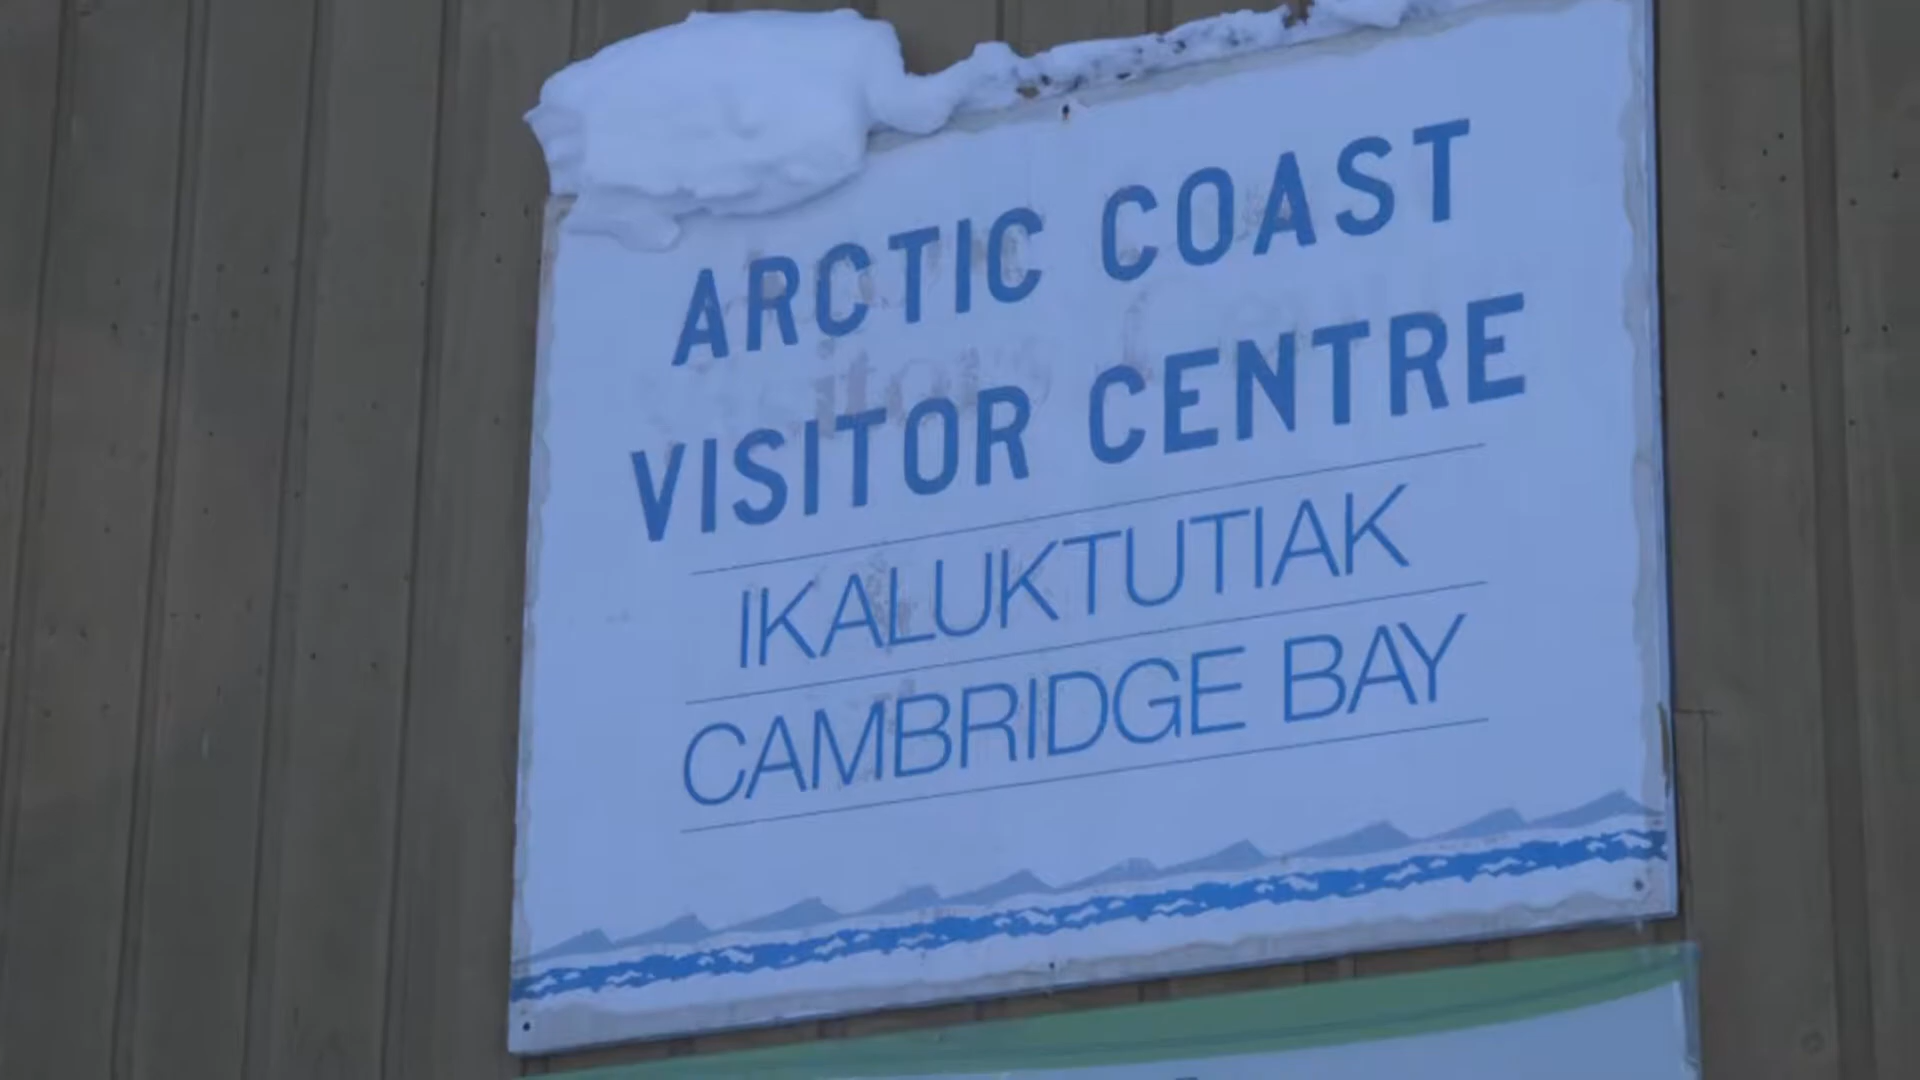 ARCTIC COAST
VISITOR CENTRE
IKALUKTUTIAK
CAMBRIDGE BAY